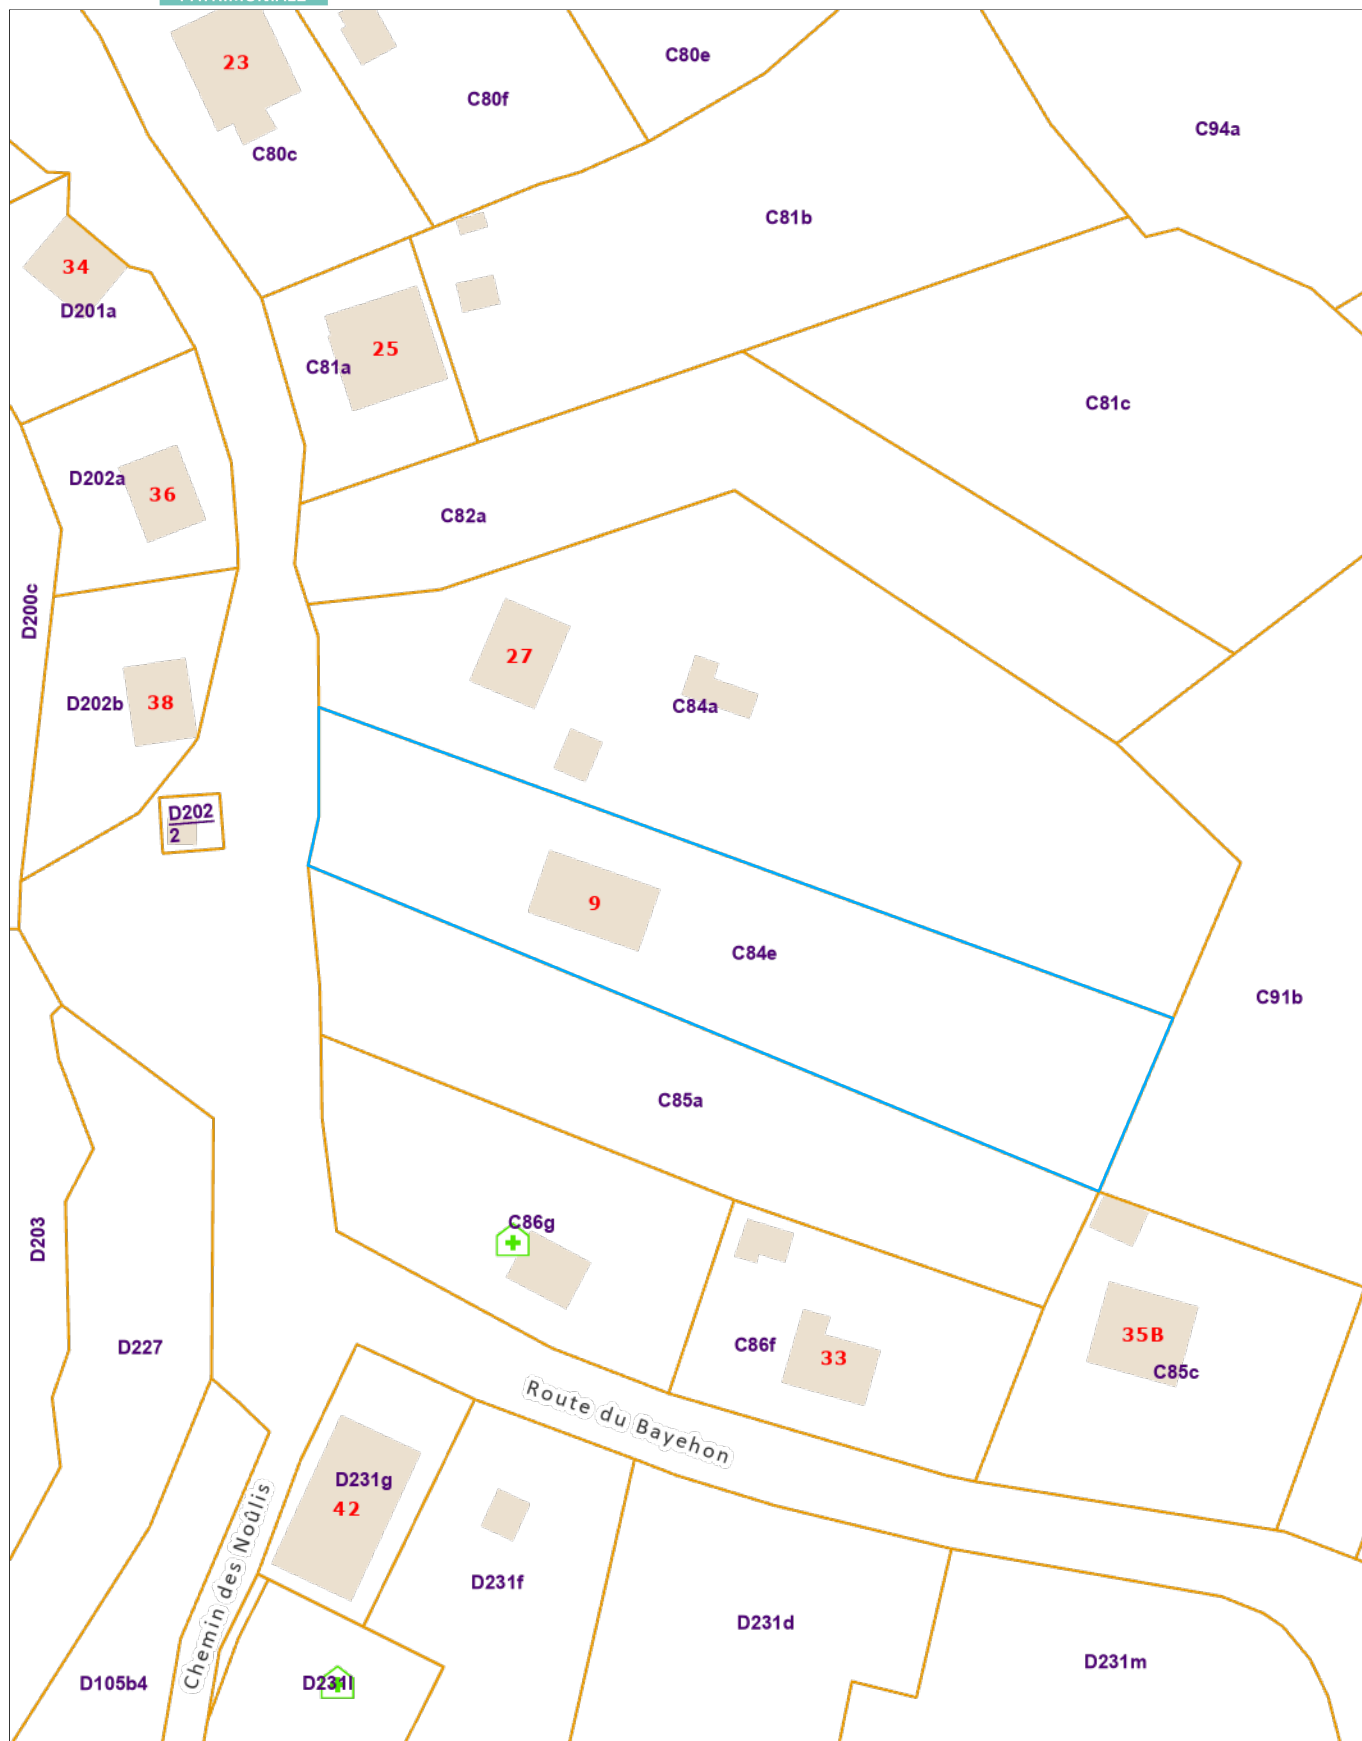 C80e
23
C80f
C94a
C80c
C81b
34
D201a
25
C81a
C81c
D202a
36
C82a
D200c
27
D202b
38
C84a
D202
2
9
C84e
C91b
C85a
C86g
D203
35B
D227
C86f
33
C85c
Route du Bayehon
D231g
42
Chemin des Noûlis
D231f
D231d
D231m
D105b4
D231l